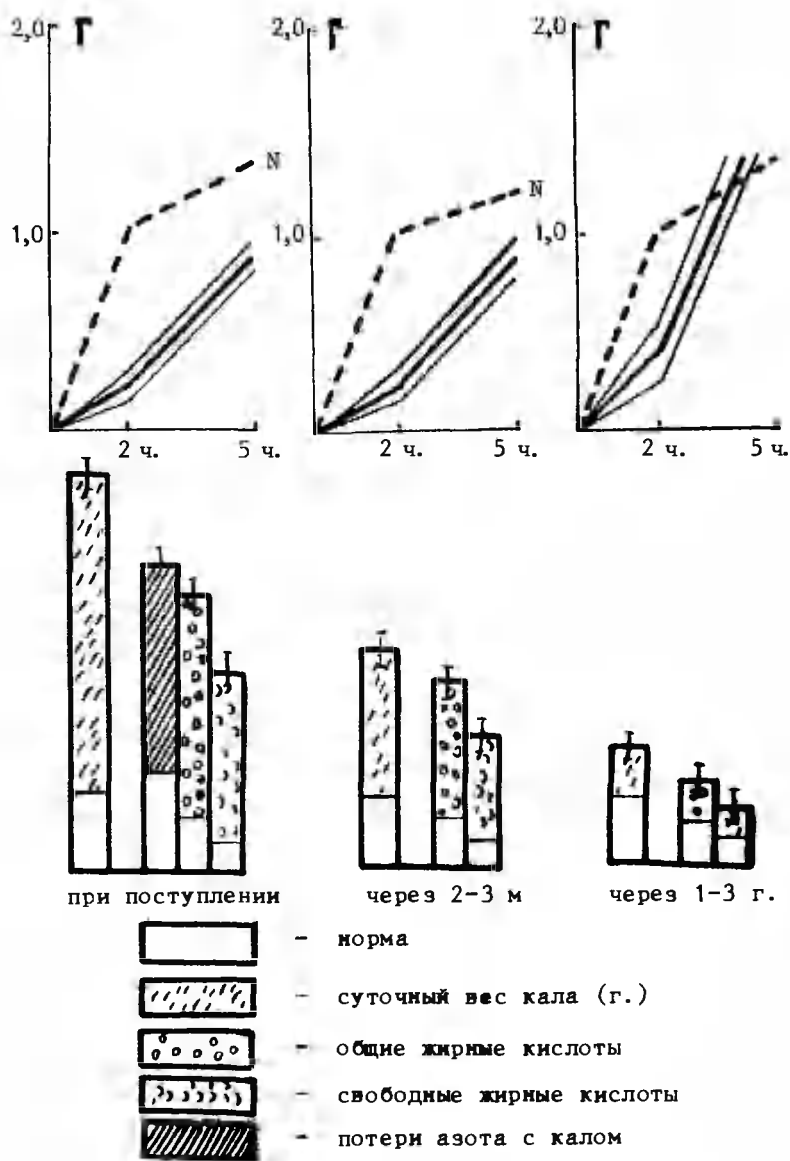 2,0 Г 2,0 Г 2,0 Г
N N
1,0 1,0 1,0
2 ч. 5 ч. 2 ч. 5 ч. 2 ч. 5 ч.
при поступлении через 2-3 м через 1-3 г.
- норма
- суточный вес кала (г.)
- общие жирные кислоты
- свободные жирные кислоты
- потери азота с калом